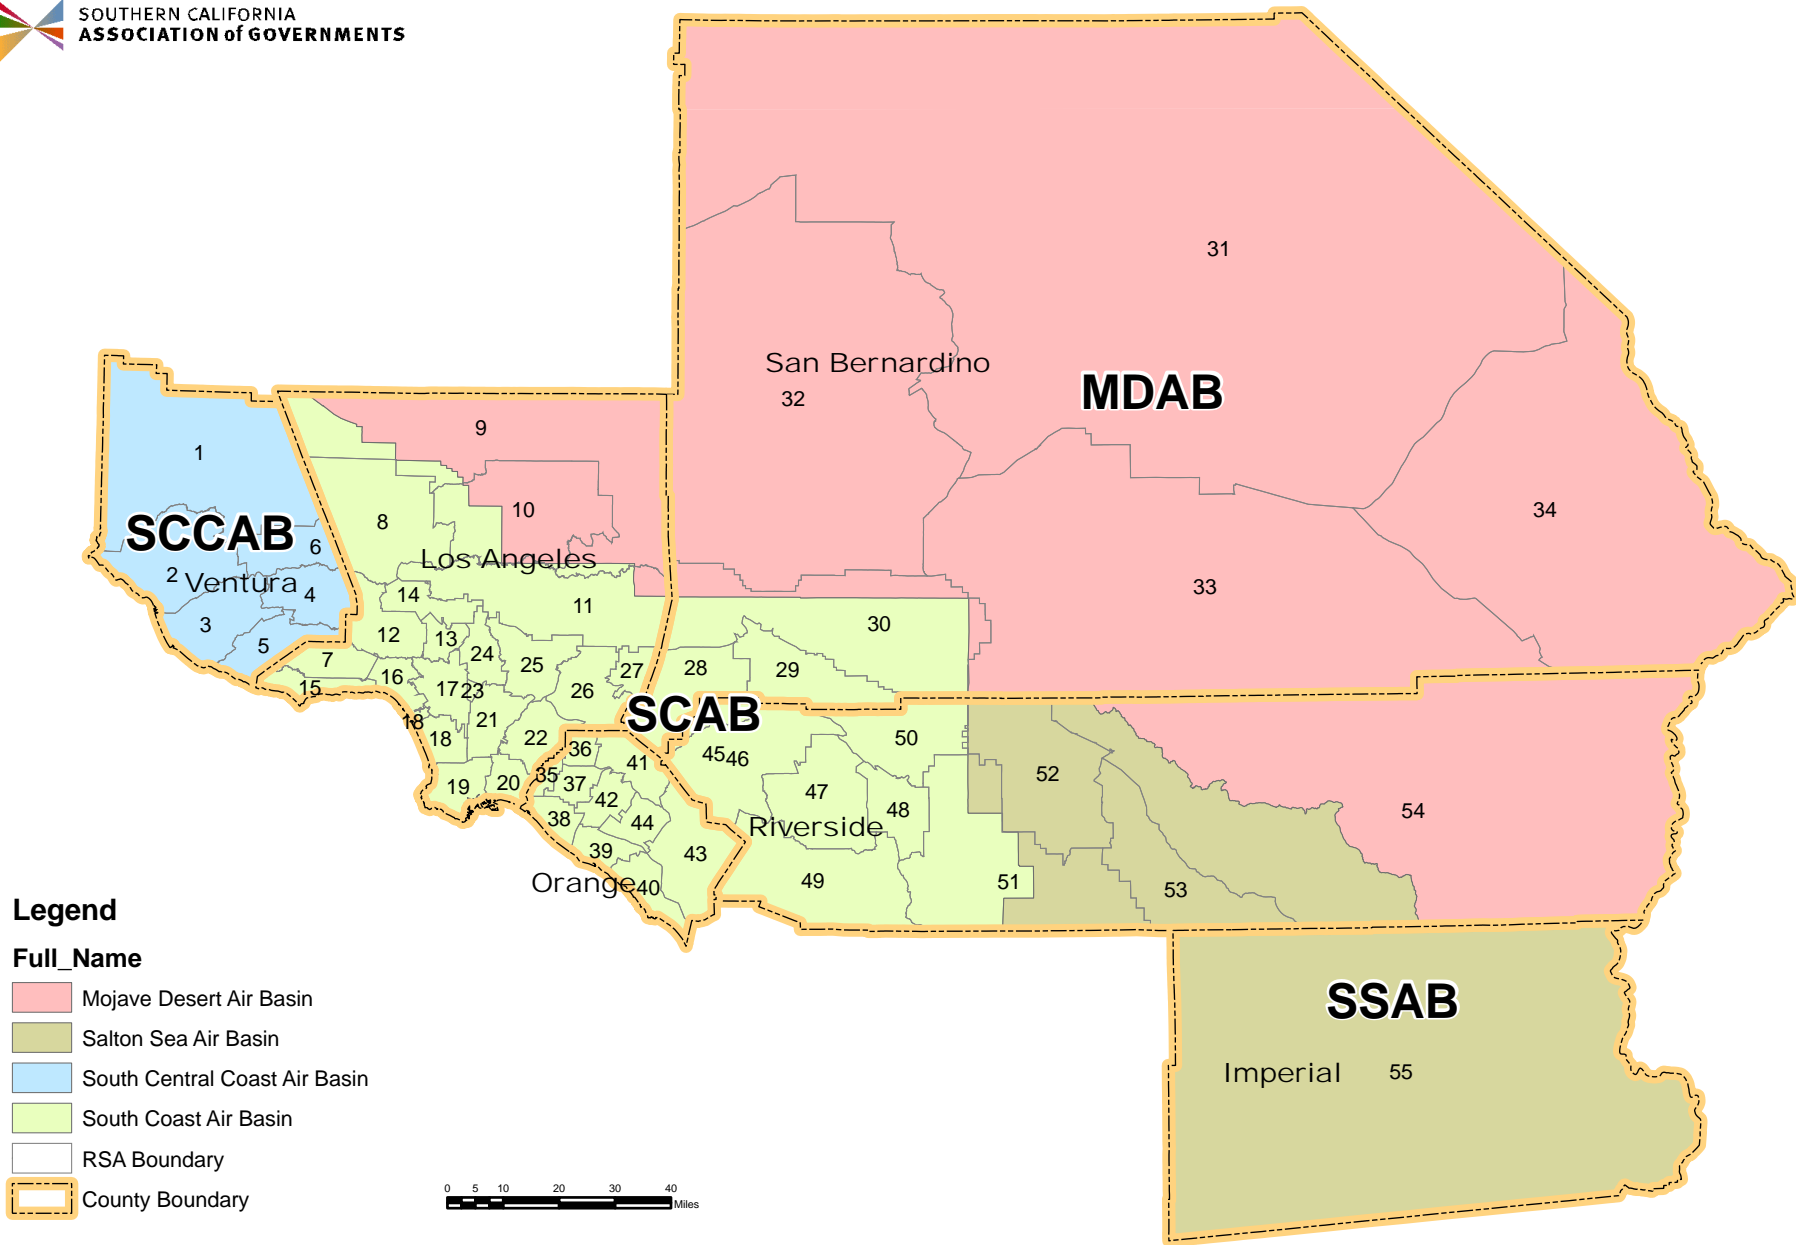 SOUTHERN CALIFORNIA
ASSOCIATION of GOVERNMENTS
31
San Bernardino
32
MDAB
9
1
10
34
8
SCCAB
6
Los Angeles
2
Ventura
33
4
14
11
3
30
12
13
5
24
7
25
28
29
27
16
17
23
26
15
18
21
SCAB
18
22
50
36
45
46
41
52
35
37
20
19
47
42
48
54
38
44
Riverside
39
43
Orange
40
49
51
53
SSAB
Imperial
55
Legend
Full_Name
Mojave Desert Air Basin
Salton Sea Air Basin
South Central Coast Air Basin
South Coast Air Basin
RSA Boundary
County Boundary
0 5 10 20 30 40
Miles